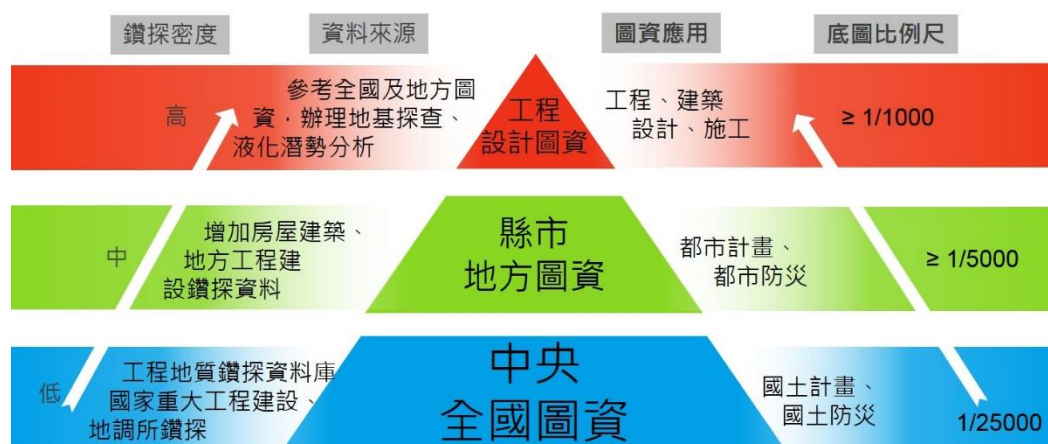 鑽探密度 資料來源 圖資應用 底圖比例尺
高
參考全國及地方圖
資，辦理地基探查、
液化潛勢分析
工程
設計圖資
工程、建築
設計、施工
≥ 1/1000
中
增加房屋建築、
地方工程建
設鑽探資料
縣市
地方圖資
都市計畫、
都市防災
≥ 1/5000
低
工程地質鑽探資料庫
國家重大工程建設、
地調所鑽探
中央
全國圖資
國土計畫、
國土防災
1/25000